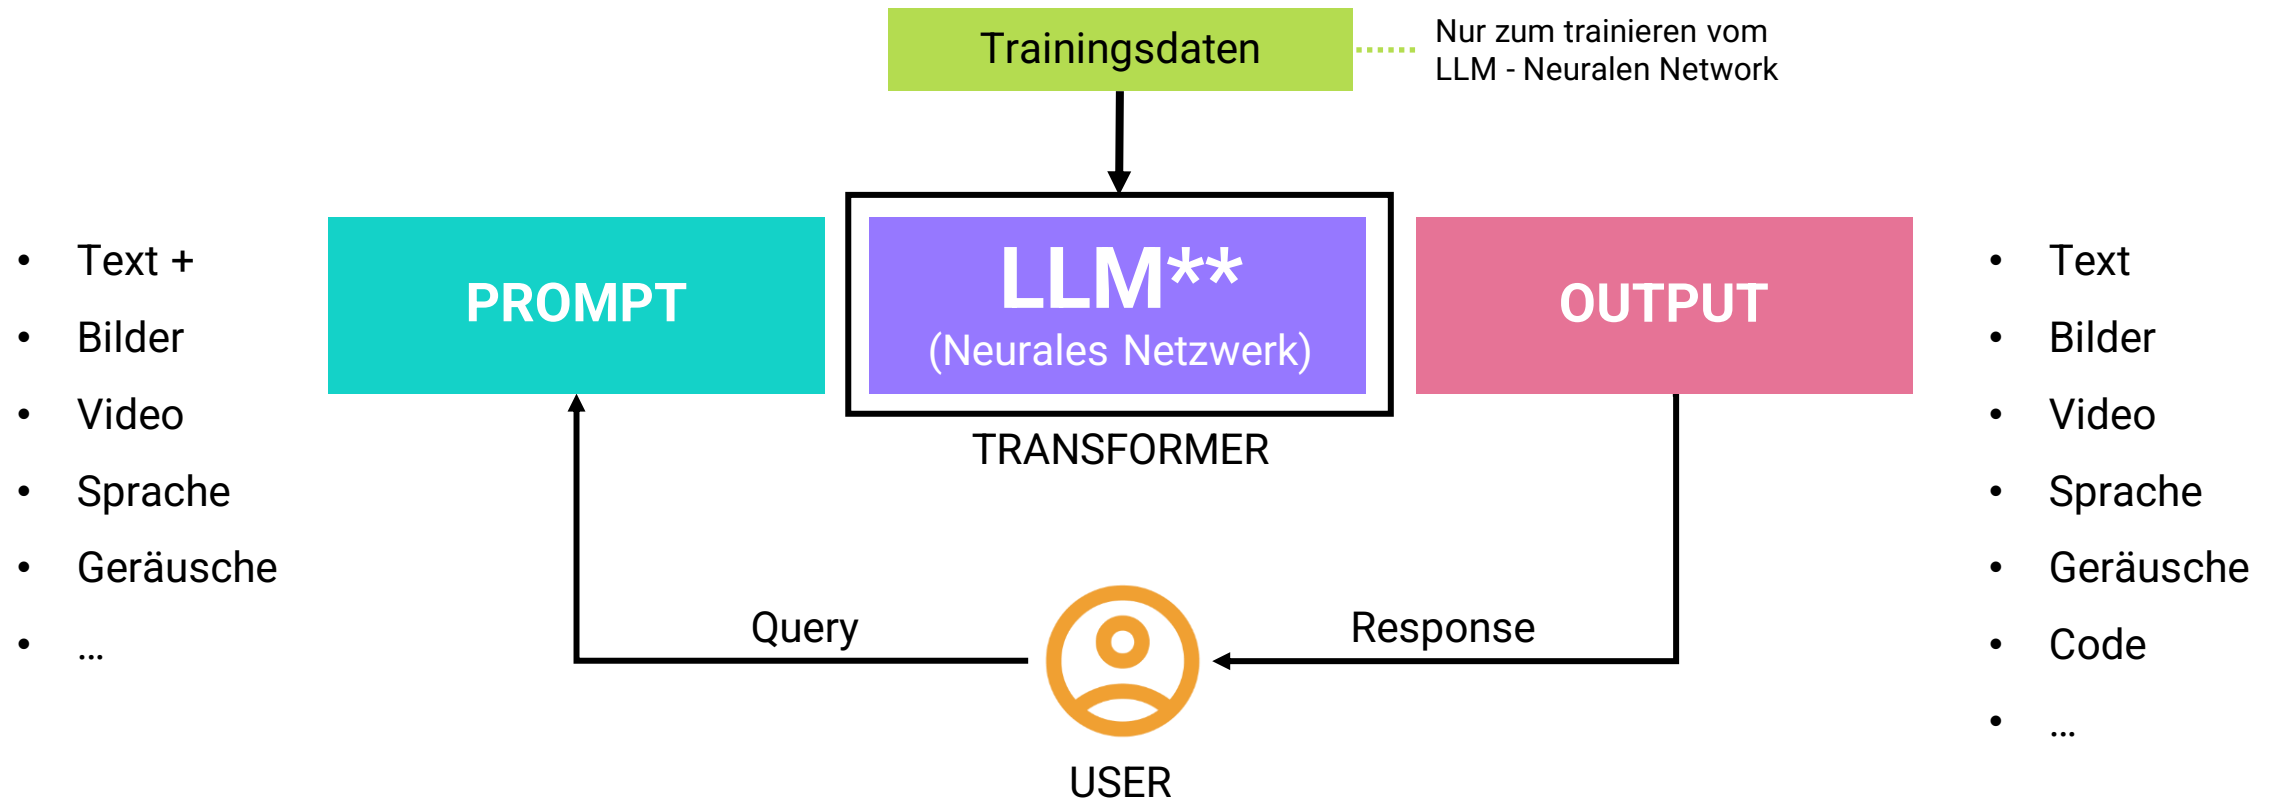 Trainingsdaten
Nur zum trainieren vom
LLM - Neuralen Network
• Text +
• Bilder
• Video
• Sprache
• Geräusche
• ...
PROMPT
LLM**
(Neurales Netzwerk)
TRANSFORMER
OUTPUT
• Text
• Bilder
• Video
• Sprache
• Geräusche
• Code
• ...
Query
Response
USER